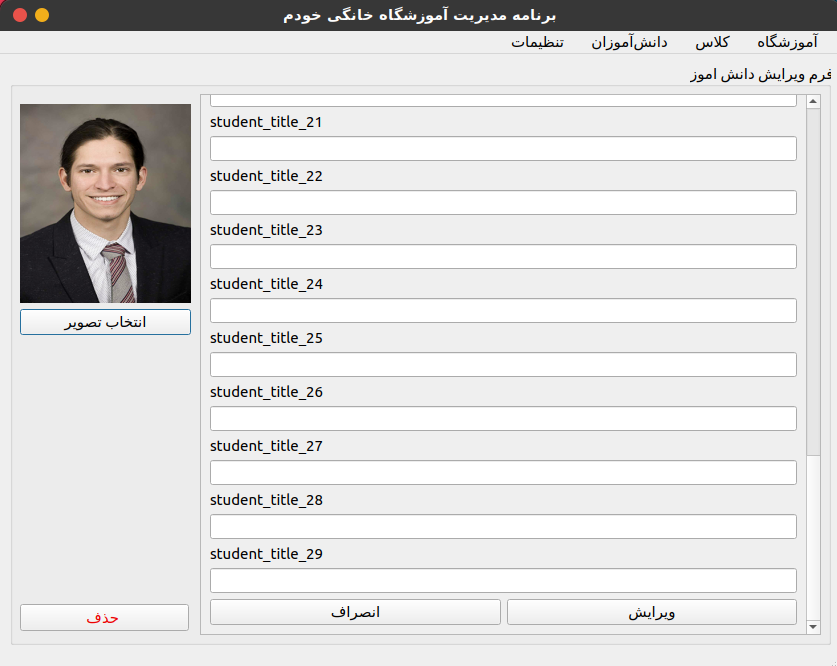 برنامه مدیریت آموزشگاه خانگی خودم
آموزشگاه کلاس دانش‌آموزان تنظیمات
فرم ویرایش دانش اموز
student_title_21
student_title_22
student_title_23
student_title_24
student_title_25
student_title_26
student_title_27
student_title_28
student_title_29
انتخاب تصویر
ویرایش انصراف
حذف